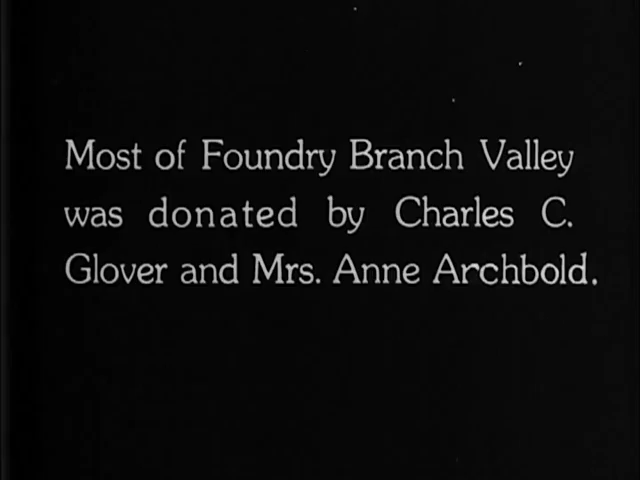 Most of Foundry Branch Valley
was donated by Charles C.
Glover and Mrs. Anne Archbold.